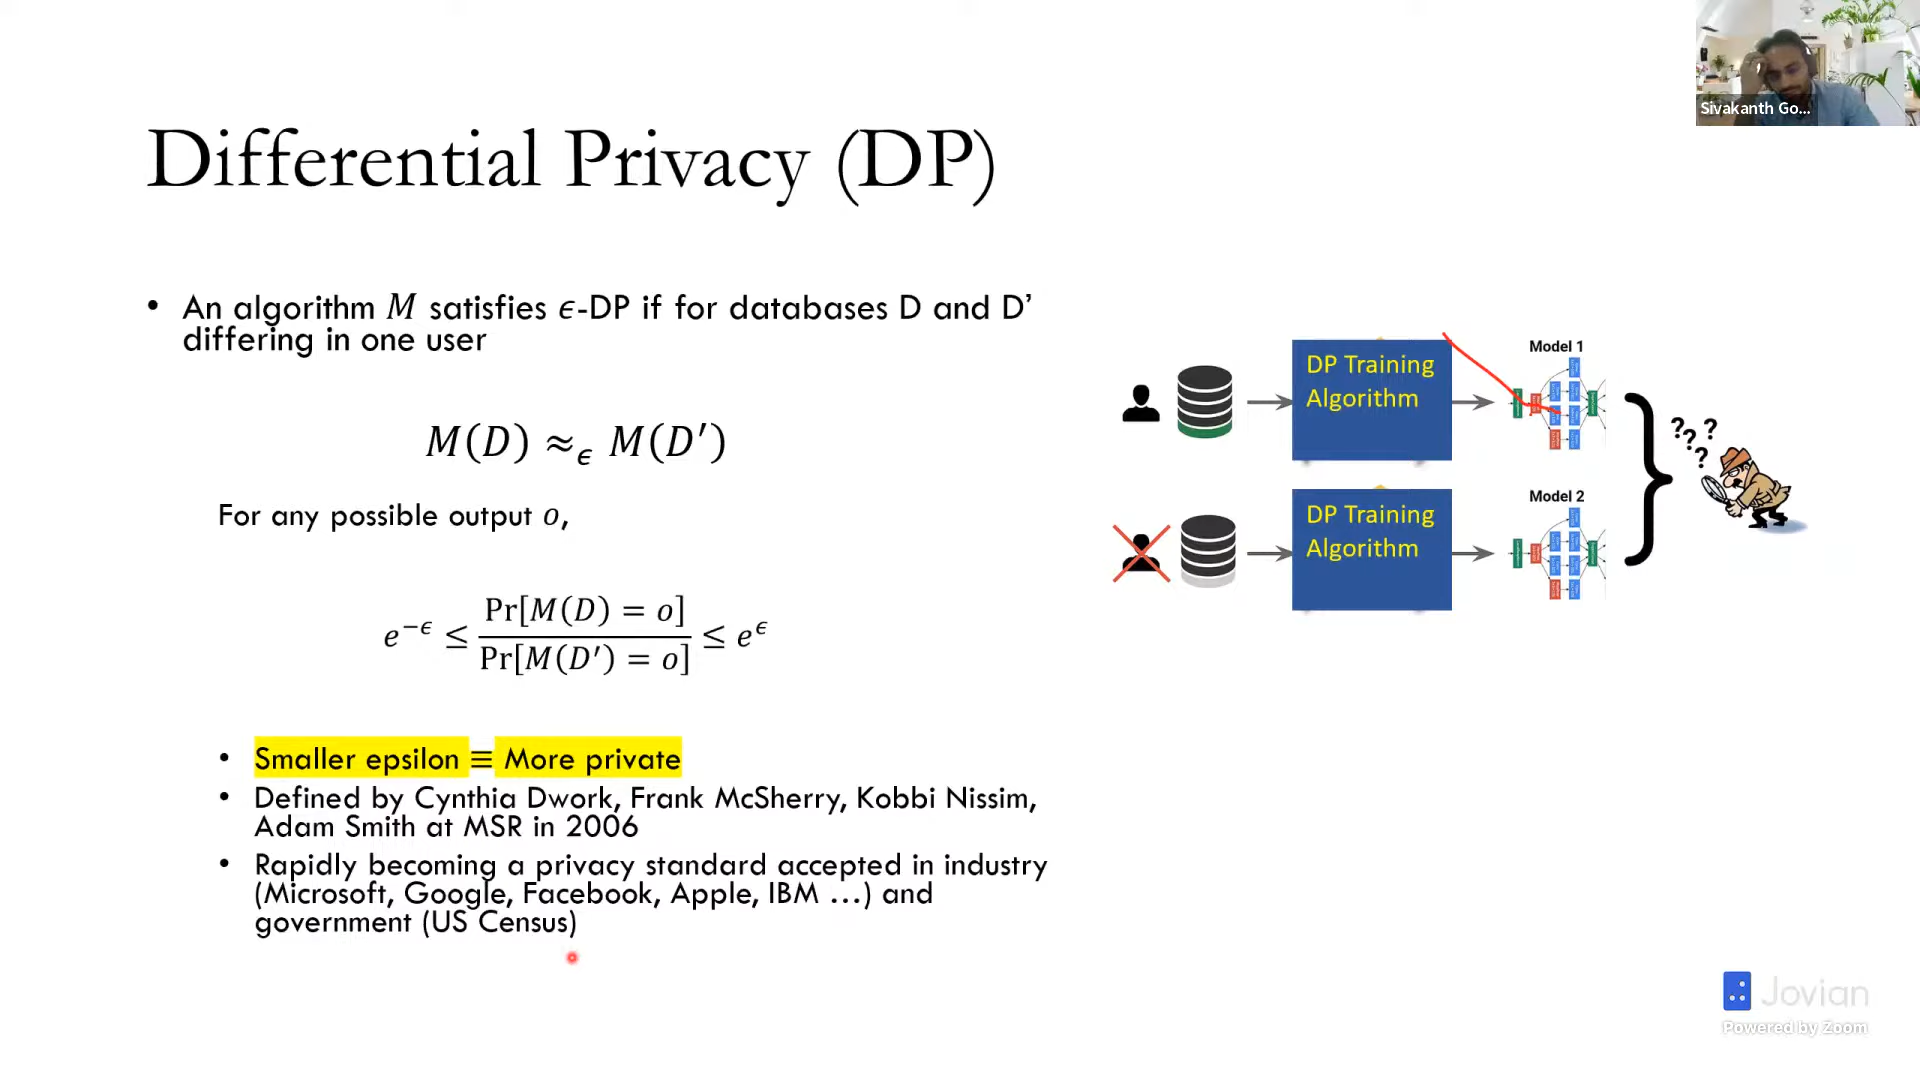 Sivakanth Go...
Differential Privacy (DP)
• An algorithm M satisfies ϵ-DP if for databases D and D’
differing in one user
M(D) ≈ϵ M(D′)
For any possible output o,
e^−ϵ ≤ Pr[M(D) = o] / Pr[M(D′) = o] ≤ e^ϵ
• Smaller epsilon ≡ More private
• Defined by Cynthia Dwork, Frank McSherry, Kobbi Nissim,
Adam Smith at MSR in 2006
• Rapidly becoming a privacy standard accepted in industry
(Microsoft, Google, Facebook, Apple, IBM …) and
government (US Census)
DP Training
Algorithm
Model 1
? ? ? ?
DP Training
Algorithm
Model 2
Jovian
Powered by Zoom